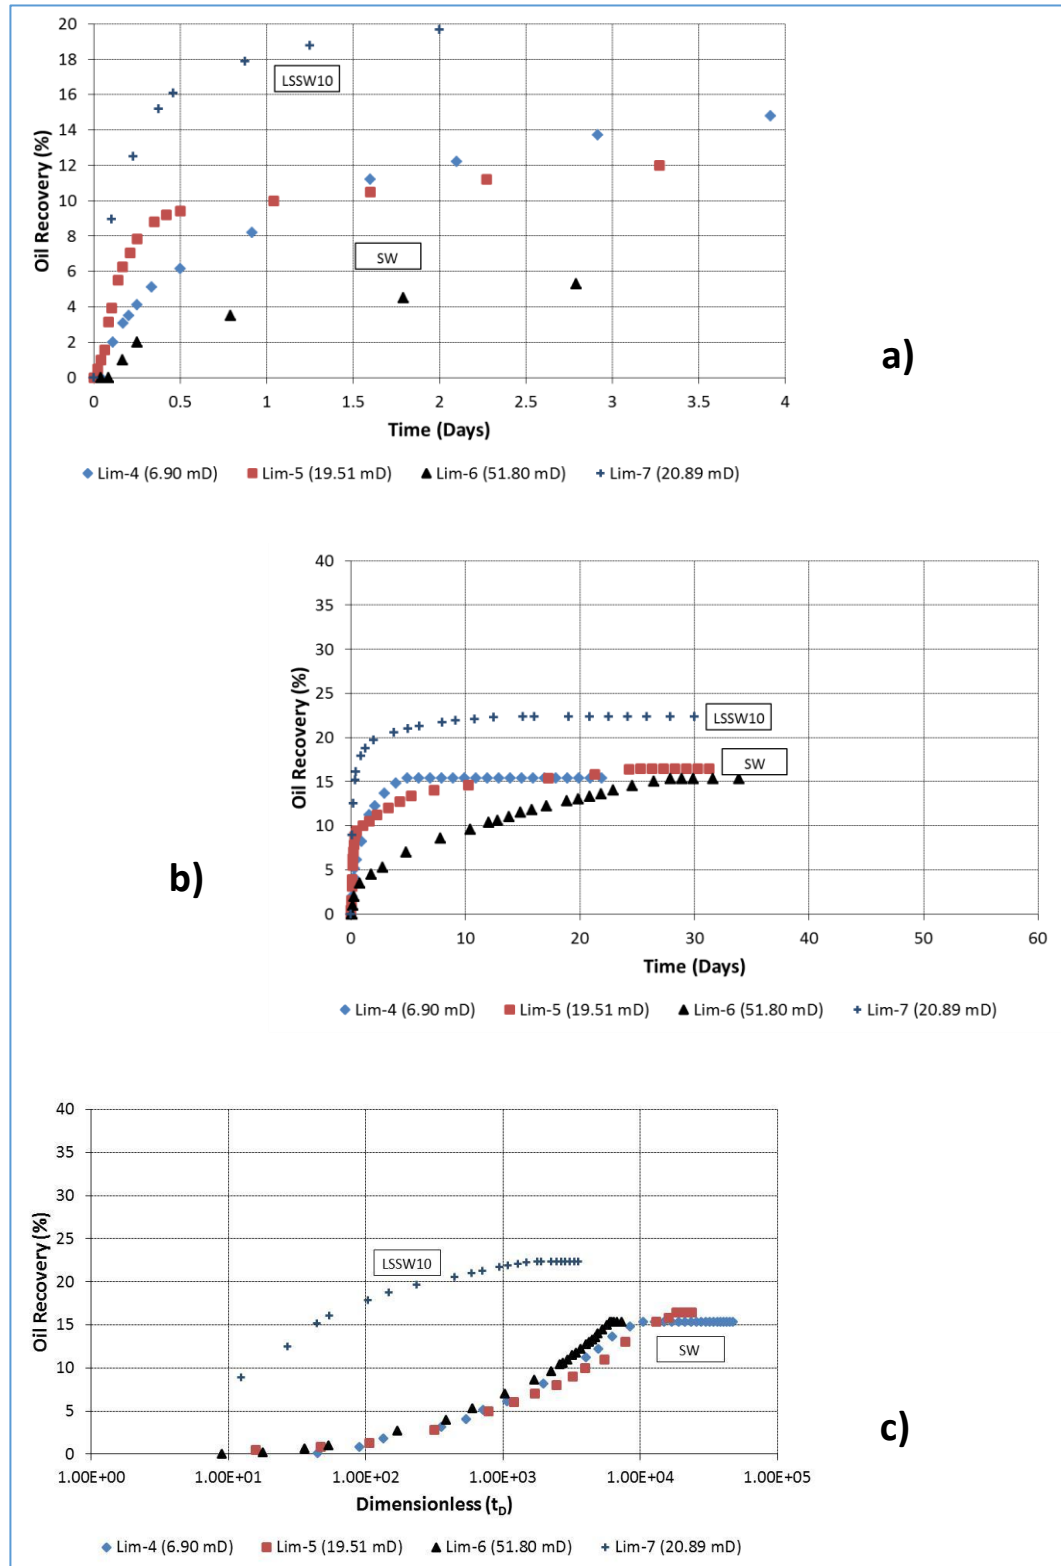 20
18
16
14
12
10
8
6
4
2
0
Oil Recovery (%)
LSSW10
SW
0 0.5 1 1.5 2 2.5 3 3.5 4
Time (Days)
Lim-4 (6.90 mD) Lim-5 (19.51 mD) Lim-6 (51.80 mD) Lim-7 (20.89 mD)
a)
40
35
30
25
20
15
10
5
0
Oil Recovery (%)
LSSW10
SW
0 10 20 30 40 50 60
Time (Days)
Lim-4 (6.90 mD) Lim-5 (19.51 mD) Lim-6 (51.80 mD) Lim-7 (20.89 mD)
b)
40
35
30
25
20
15
10
5
0
Oil Recovery (%)
LSSW10
SW
1.00E+00 1.00E+01 1.00E+02 1.00E+03 1.00E+04 1.00E+05
Dimensionless (tD)
Lim-4 (6.90 mD) Lim-5 (19.51 mD) Lim-6 (51.80 mD) Lim-7 (20.89 mD)
c)